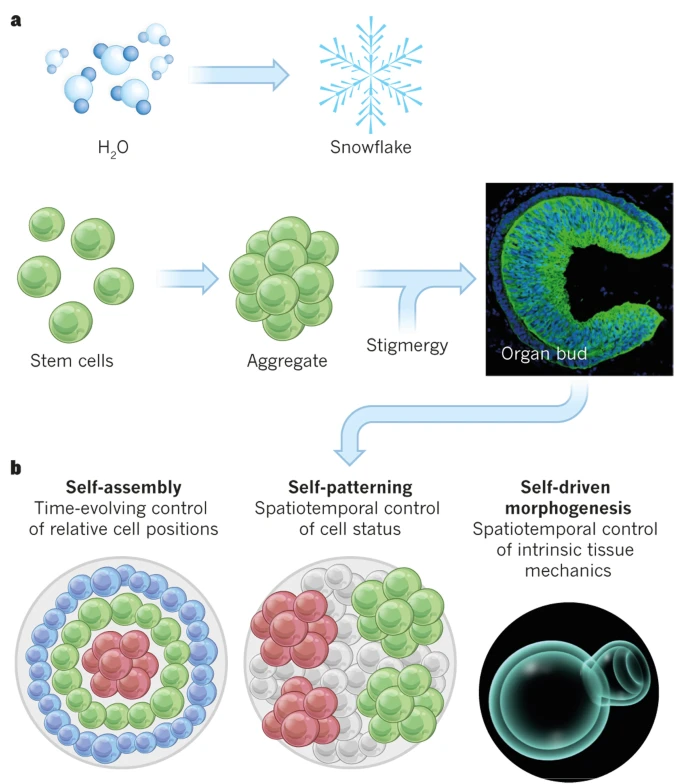 a
H₂O
Snowflake
Stem cells
Aggregate
Stigmergy
Organ bud
b
Self-assembly
Time-evolving control
of relative cell positions
Self-patterning
Spatiotemporal control
of cell status
Self-driven
morphogenesis
Spatiotemporal control
of intrinsic tissue
mechanics